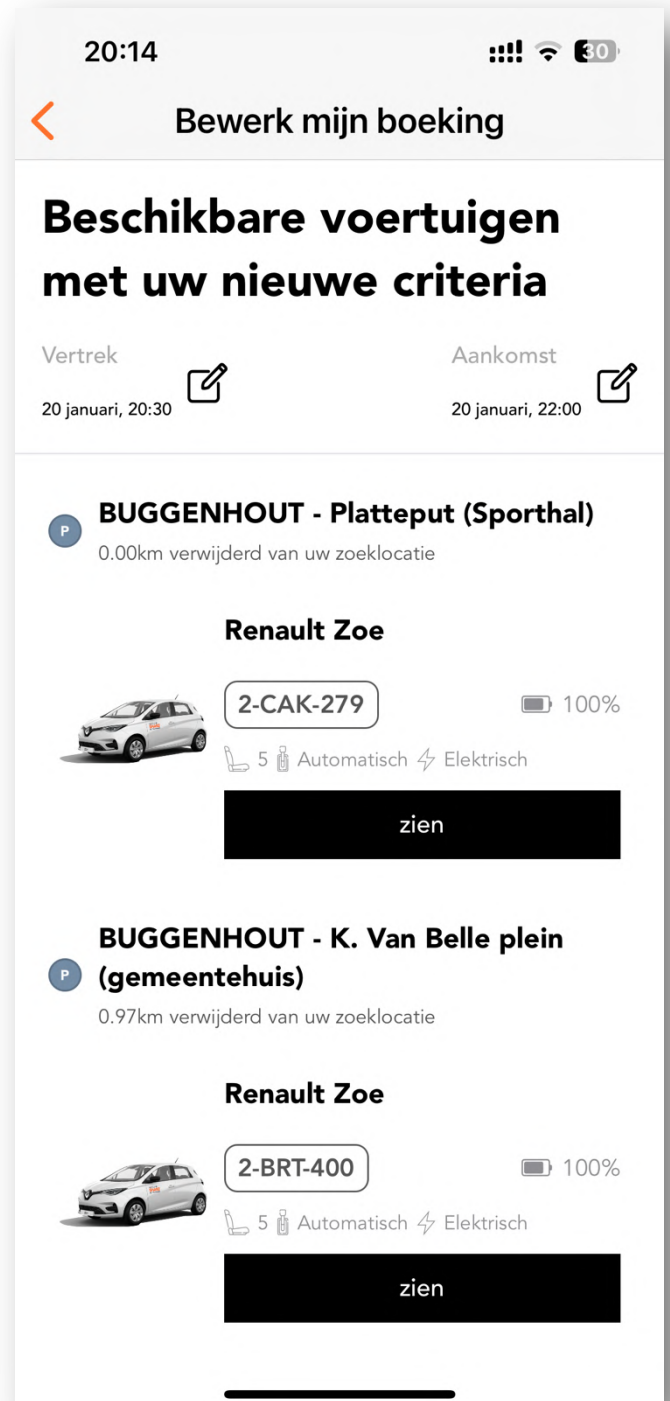 20:14
30
Bewerk mijn boeking
Beschikbare voertuigen
met uw nieuwe criteria
Vertrek
Aankomst
20 januari, 20:30
20 januari, 22:00
P
BUGGENHOUT - Platteput (Sporthal)
0.00km verwijderd van uw zoeklocatie
Renault Zoe
2-CAK-279
100%
5 Automatisch Elektrisch
zien
BUGGENHOUT - K. Van Belle plein
P
(gemeentehuis)
0.97km verwijderd van uw zoeklocatie
Renault Zoe
2-BRT-400
100%
5 Automatisch Elektrisch
zien